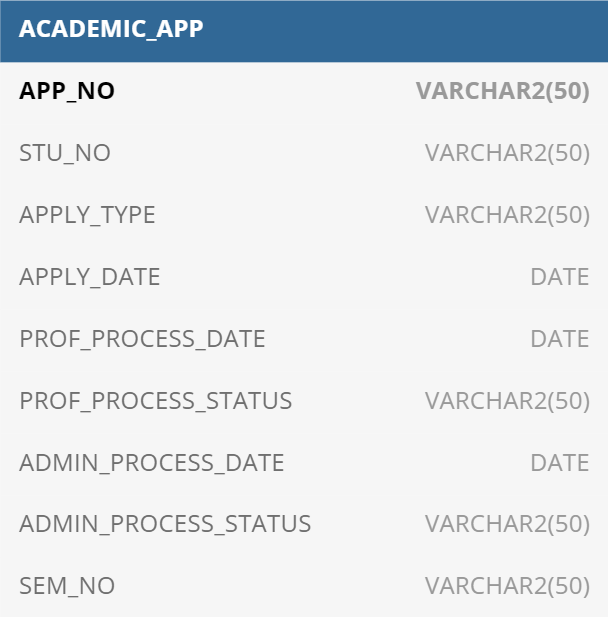 ACADEMIC_APP
APP_NO VARCHAR2(50)
STU_NO VARCHAR2(50)
APPLY_TYPE VARCHAR2(50)
APPLY_DATE DATE
PROF_PROCESS_DATE DATE
PROF_PROCESS_STATUS VARCHAR2(50)
ADMIN_PROCESS_DATE DATE
ADMIN_PROCESS_STATUS VARCHAR2(50)
SEM_NO VARCHAR2(50)